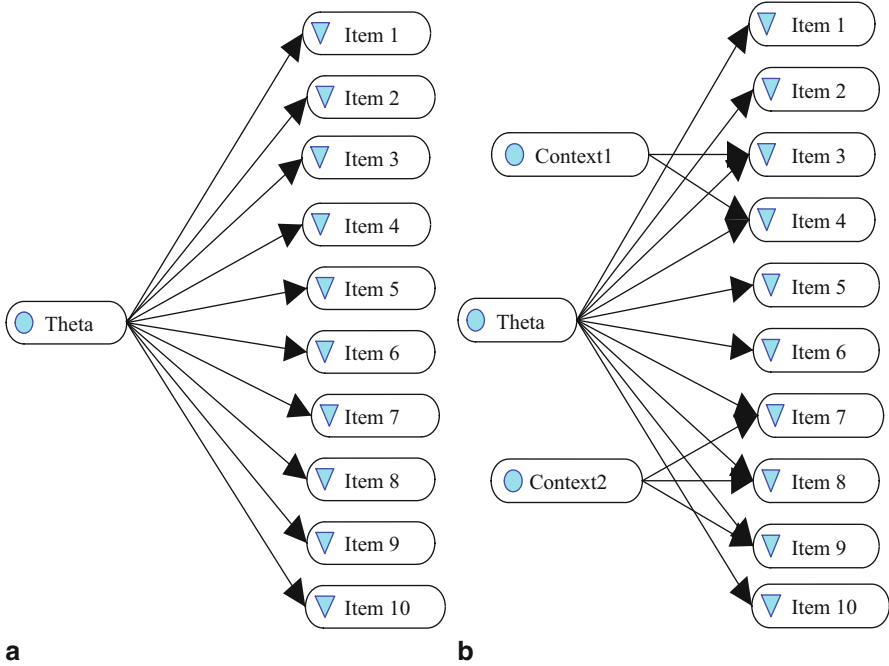 Item 1
Item 2
Item 3
Item 4
Item 5
Theta
Item 6
Item 7
Item 8
Item 9
Item 10
a
Item 1
Item 2
Context1
Item 3
Item 4
Item 5
Theta
Item 6
Item 7
Context2
Item 8
Item 9
Item 10
b